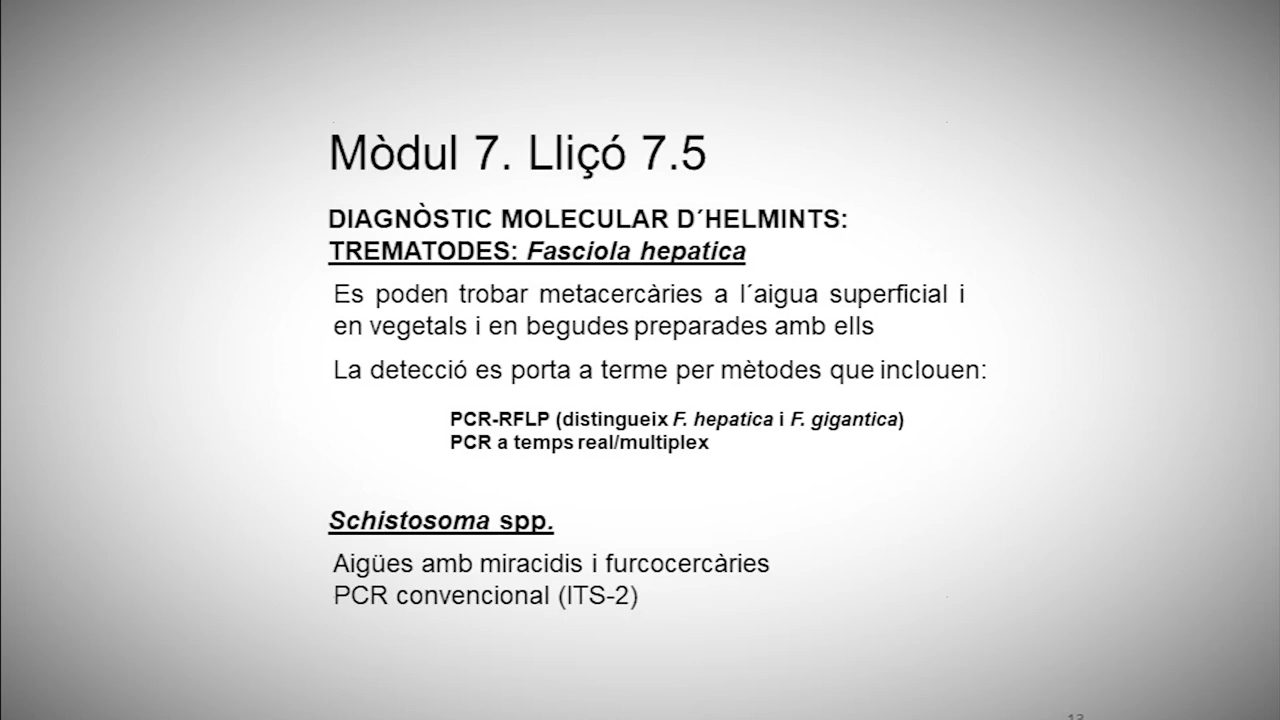 Mòdul 7. Lliçó 7.5
DIAGNÒSTIC MOLECULAR D´HELMINTS:
TREMATODES: Fasciola hepatica
Es poden trobar metacercàries a l´aigua superficial i
en vegetals i en begudes preparades amb ells
La detecció es porta a terme per mètodes que inclouen:
PCR-RFLP (distingueix F. hepatica i F. gigantica)
PCR a temps real/multiplex
Schistosoma spp.
Aigües amb miracidis i furcocercàries
PCR convencional (ITS-2)